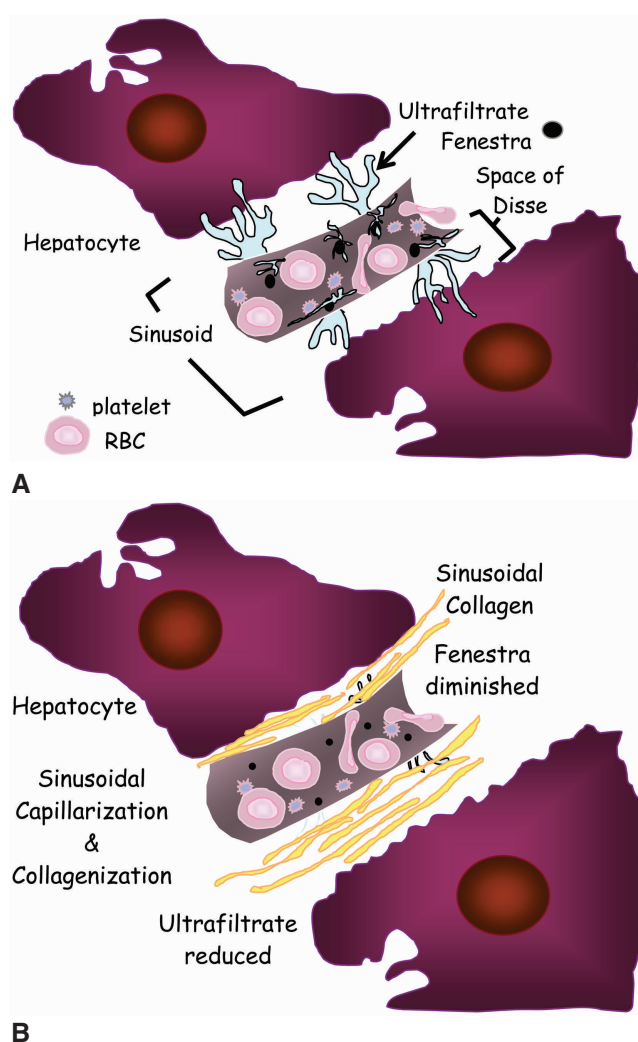 Ultrafiltrate
Fenestra
Space of
Disse
Hepatocyte
Sinusoid
platelet
RBC
A
Sinusoidal
Collagen
Fenestra
diminished
Hepatocyte
Sinusoidal
Capillarization
&
Collagenization
Ultrafiltrate
reduced
B